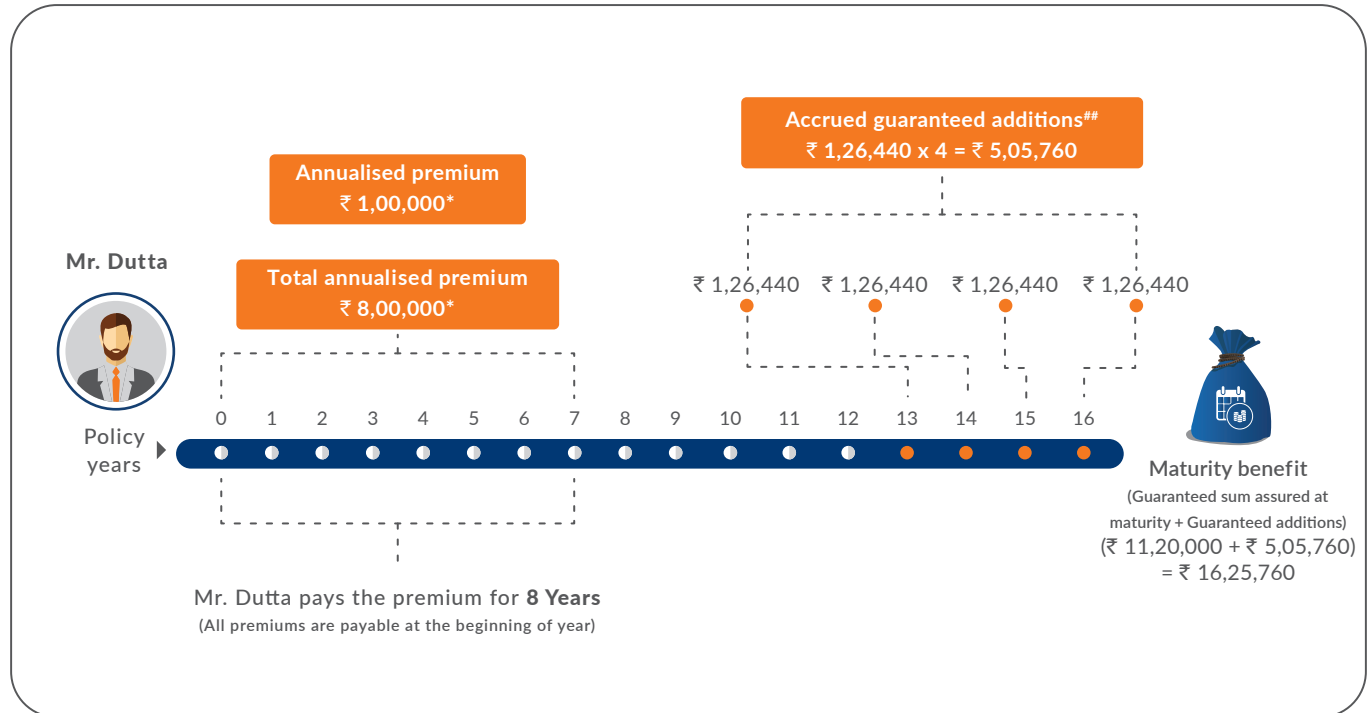 Accrued guaranteed additions##
₹ 1,26,440 x 4 = ₹ 5,05,760
Annualised premium
₹ 1,00,000*
Mr. Dutta
Total annualised premium
₹ 8,00,000*
₹ 1,26,440 ₹ 1,26,440 ₹ 1,26,440 ₹ 1,26,440
0 1 2 3 4 5 6 7 8 9 10 11 12 13 14 15 16
Policy
years
Maturity benefit
(Guaranteed sum assured at
maturity + Guaranteed additions)
(₹ 11,20,000 + ₹ 5,05,760)
= ₹ 16,25,760
Mr. Dutta pays the premium for 8 Years
(All premiums are payable at the beginning of year)